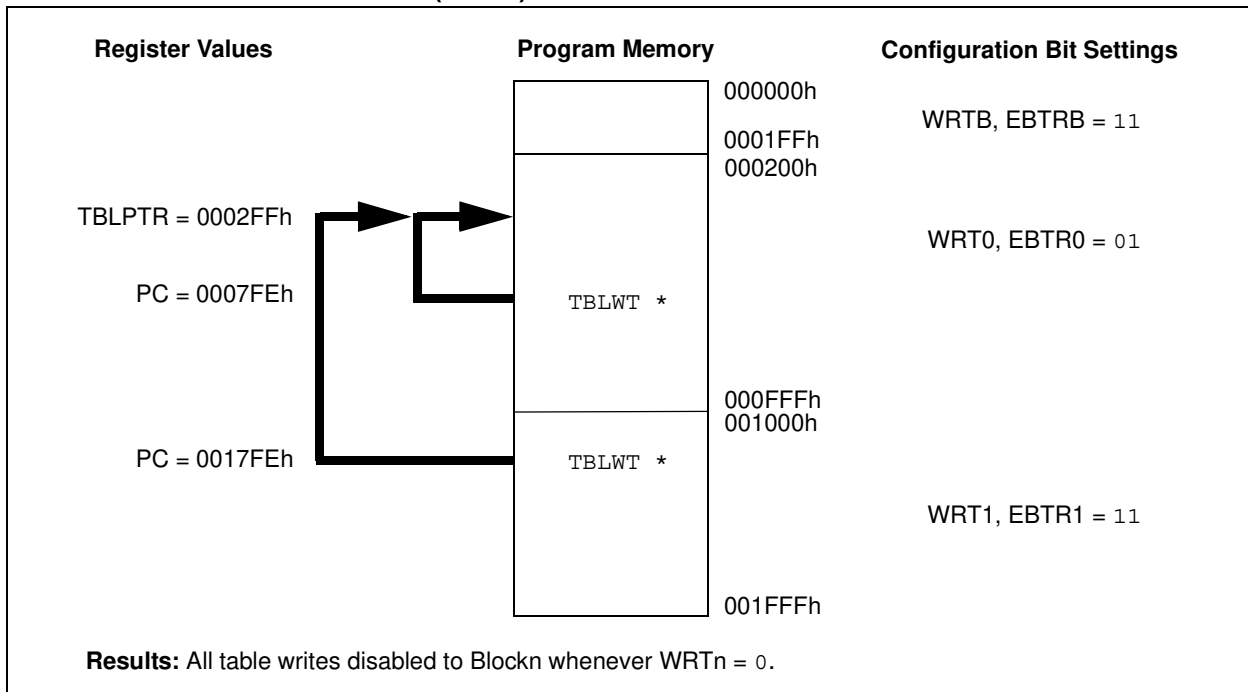 Register Values Program Memory Configuration Bit Settings
000000h
WRTB, EBTRB = 11
0001FFh
000200h
TBLPTR = 0002FFh
WRT0, EBTR0 = 01
PC = 0007FEh
TBLWT *
000FFFh
001000h
PC = 0017FEh
TBLWT *
WRT1, EBTR1 = 11
001FFFh
Results: All table writes disabled to Blockn whenever WRTn = 0.